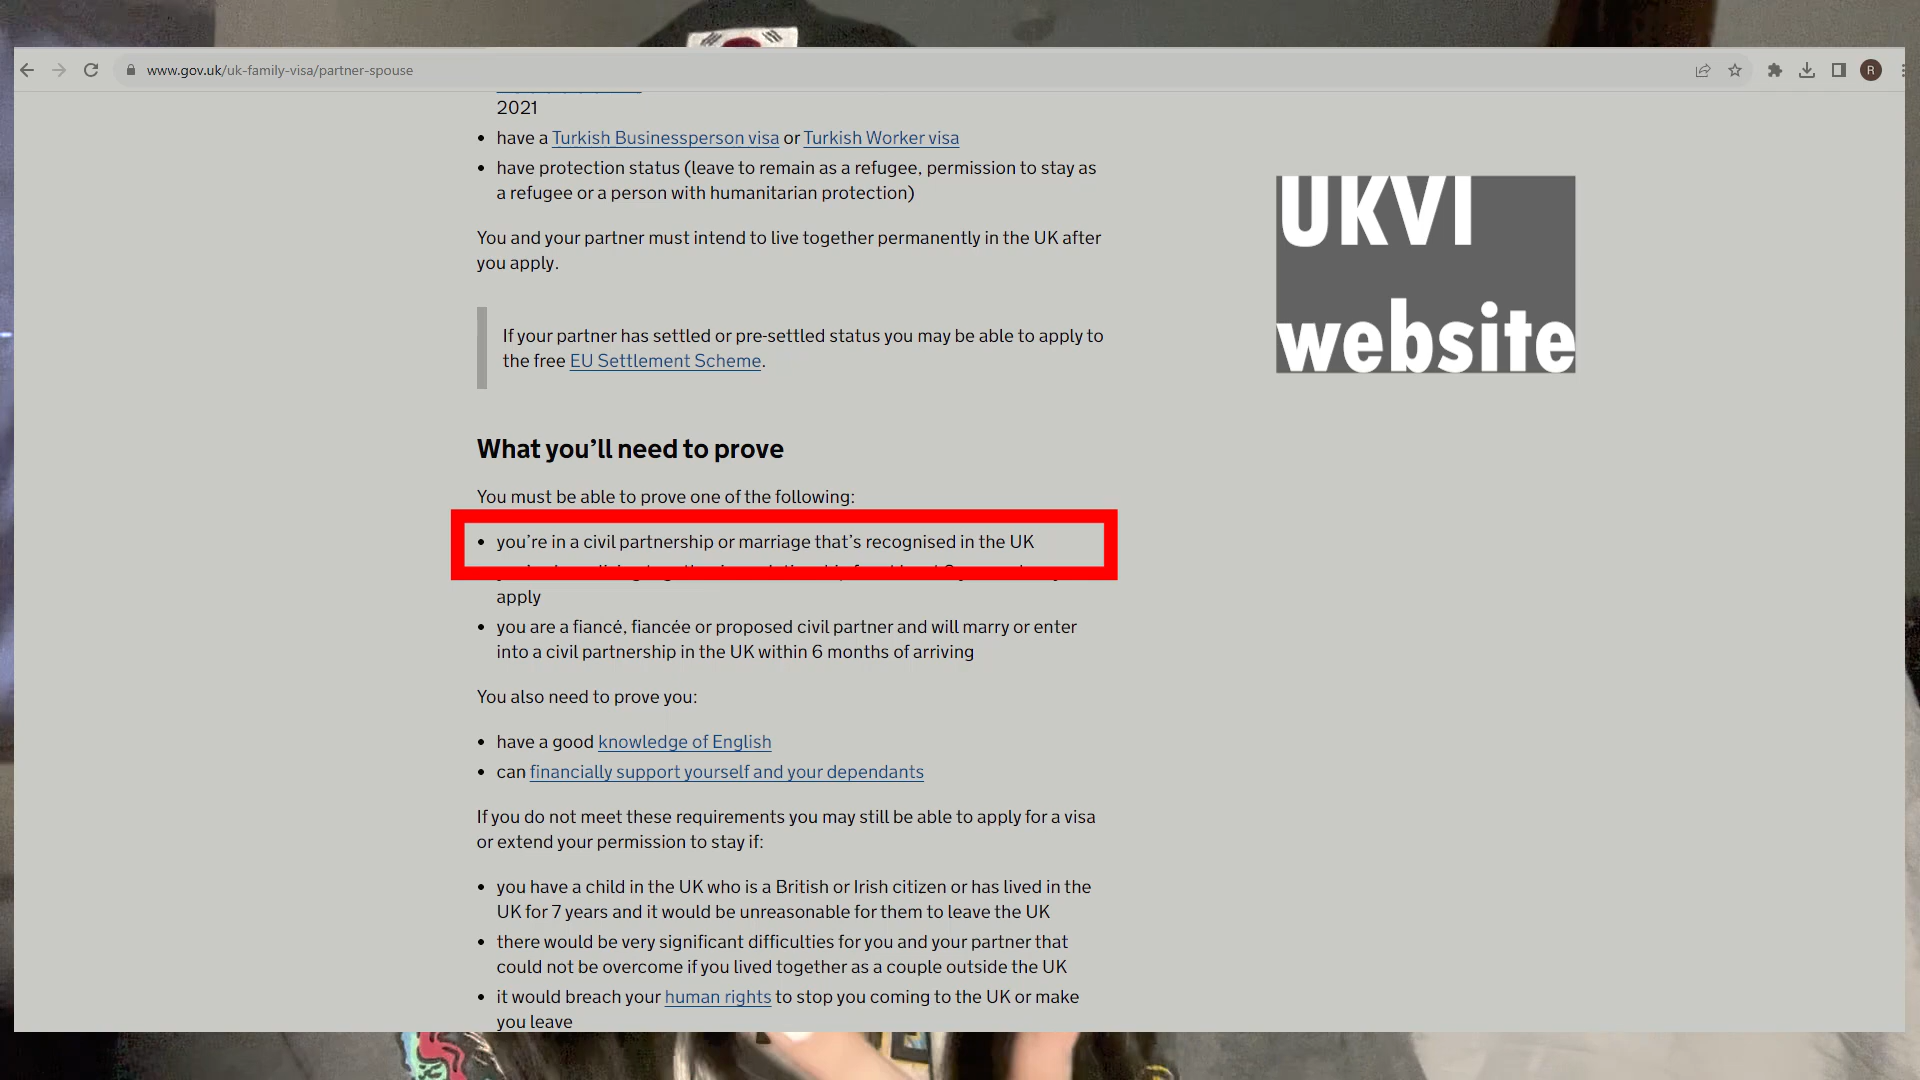 www.gov.uk/uk-family-visa/partner-spouse
R
2021
• have a Turkish Businessperson visa or Turkish Worker visa
• have protection status (leave to remain as a refugee, permission to stay as
a refugee or a person with humanitarian protection)
You and your partner must intend to live together permanently in the UK after
you apply.
If your partner has settled or pre-settled status you may be able to apply to
the free EU Settlement Scheme.
UKVI
website
What you’ll need to prove
You must be able to prove one of the following:
• you’re in a civil partnership or marriage that’s recognised in the UK
apply
• you are a fiancé, fiancée or proposed civil partner and will marry or enter
into a civil partnership in the UK within 6 months of arriving
You also need to prove you:
• have a good knowledge of English
• can financially support yourself and your dependants
If you do not meet these requirements you may still be able to apply for a visa
or extend your permission to stay if:
• you have a child in the UK who is a British or Irish citizen or has lived in the
UK for 7 years and it would be unreasonable for them to leave the UK
• there would be very significant difficulties for you and your partner that
could not be overcome if you lived together as a couple outside the UK
• it would breach your human rights to stop you coming to the UK or make
you leave